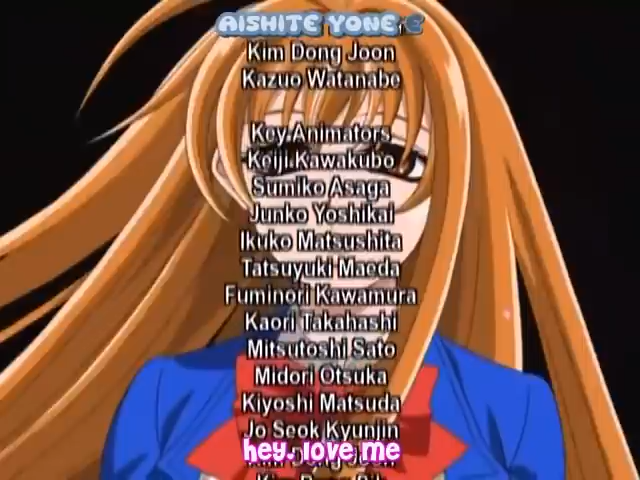 AISHITE YONE, E
Kim Dong Joon
Kazuo Watanabe
Key Animators
Keiji Kawakubo
Sumiko Asaga
Junko Yoshikai
Ikuko Matsushita
Tatsuyuki Maeda
Fuminori Kawamura
Kaori Takahashi
Mitsutoshi Sato
Midori Otsuka
Kiyoshi Matsuda
Jo Seok Kyunjin
hey, love me